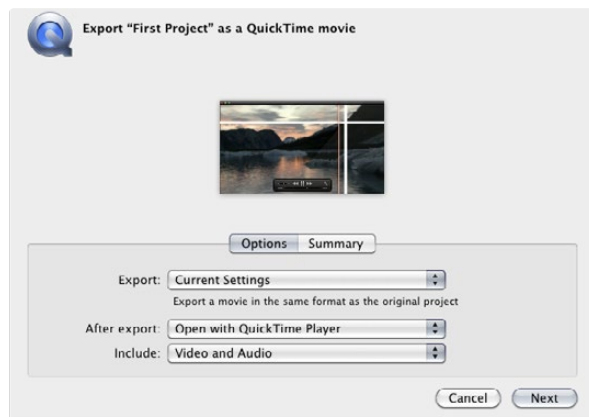 Export “First Project” as a QuickTime movie
Options Summary
Export: Current Settings
Export a movie in the same format as the original project
After export: Open with QuickTime Player
Include: Video and Audio
Cancel Next